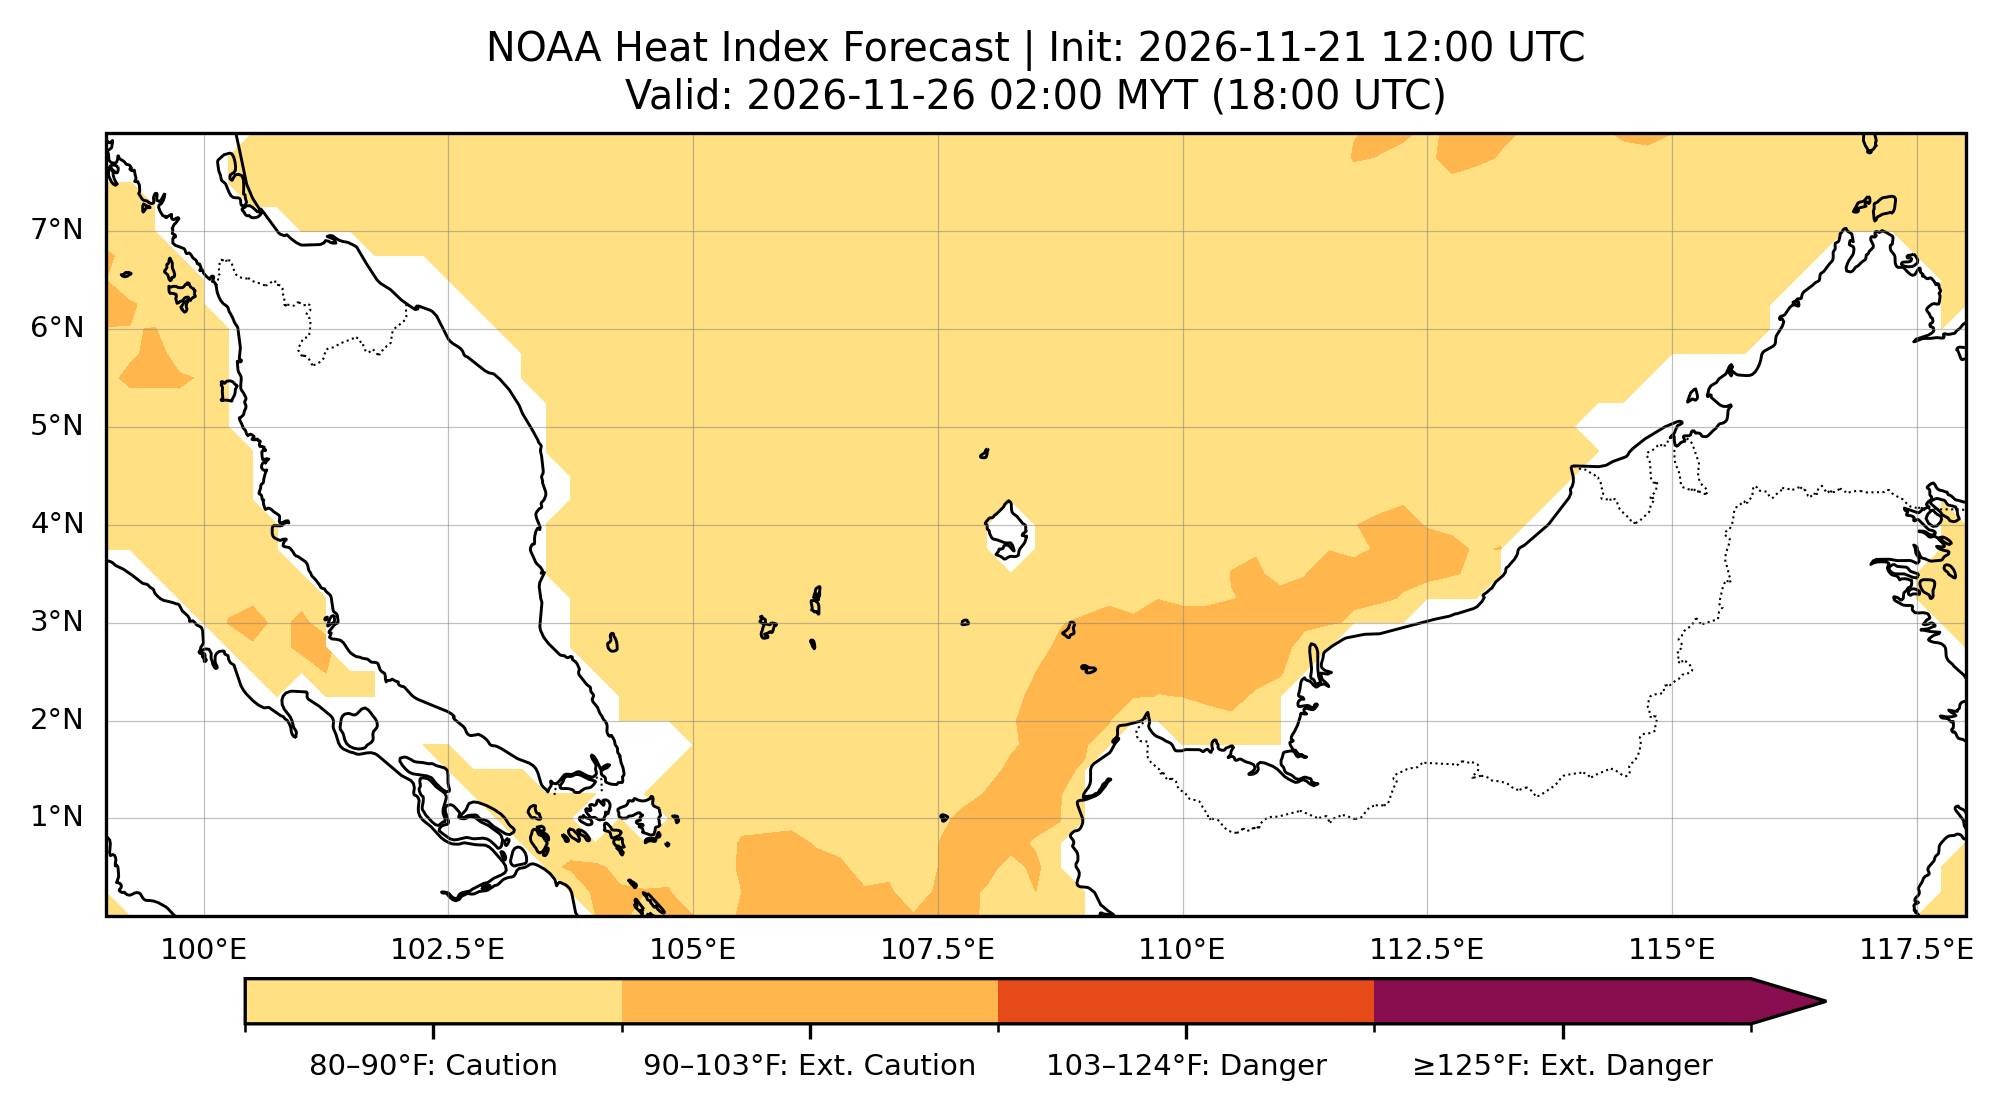 NOAA Heat Index Forecast | Init: 2026-11-21 12:00 UTC
Valid: 2026-11-26 02:00 MYT (18:00 UTC)
7°N
6°N
5°N
4°N
3°N
2°N
1°N
100°E
102.5°E
105°E
107.5°E
110°E
112.5°E
115°E
117.5°E
80–90°F: Caution
90–103°F: Ext. Caution
103–124°F: Danger
≥125°F: Ext. Danger